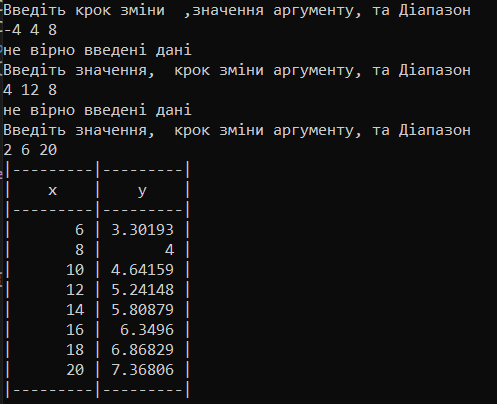 Введіть крок зміни  ,значення аргументу, та Діапазон
-4 4 8
не вірно введені дані
Введіть значення,  крок зміни аргументу, та Діапазон
4 12 8
не вірно введені дані
Введіть значення,  крок зміни аргументу, та Діапазон
2 6 20
|---------|---------|
|    x    |    y    |
|---------|---------|
|       6 | 3.30193 |
|       8 |       4 |
|      10 | 4.64159 |
|      12 | 5.24148 |
|      14 | 5.80879 |
|      16 |  6.3496 |
|      18 | 6.86829 |
|      20 | 7.36806 |
|---------|---------|